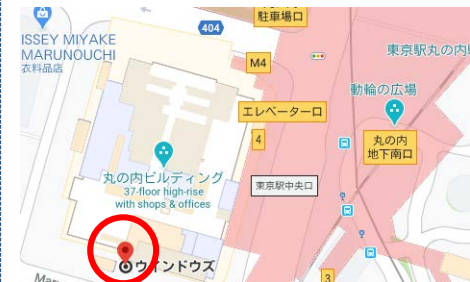 駐車場口
404
ISSEY MIYAKE
MARUNOUCHI
衣料品店
M4
東京駅丸の内
動輪の広場
エレベーター口
4
丸の内
地下南口
丸の内ビルディング
37-floor high-rise
with shops & offices
東京駅中央口
ウインドウズ
3